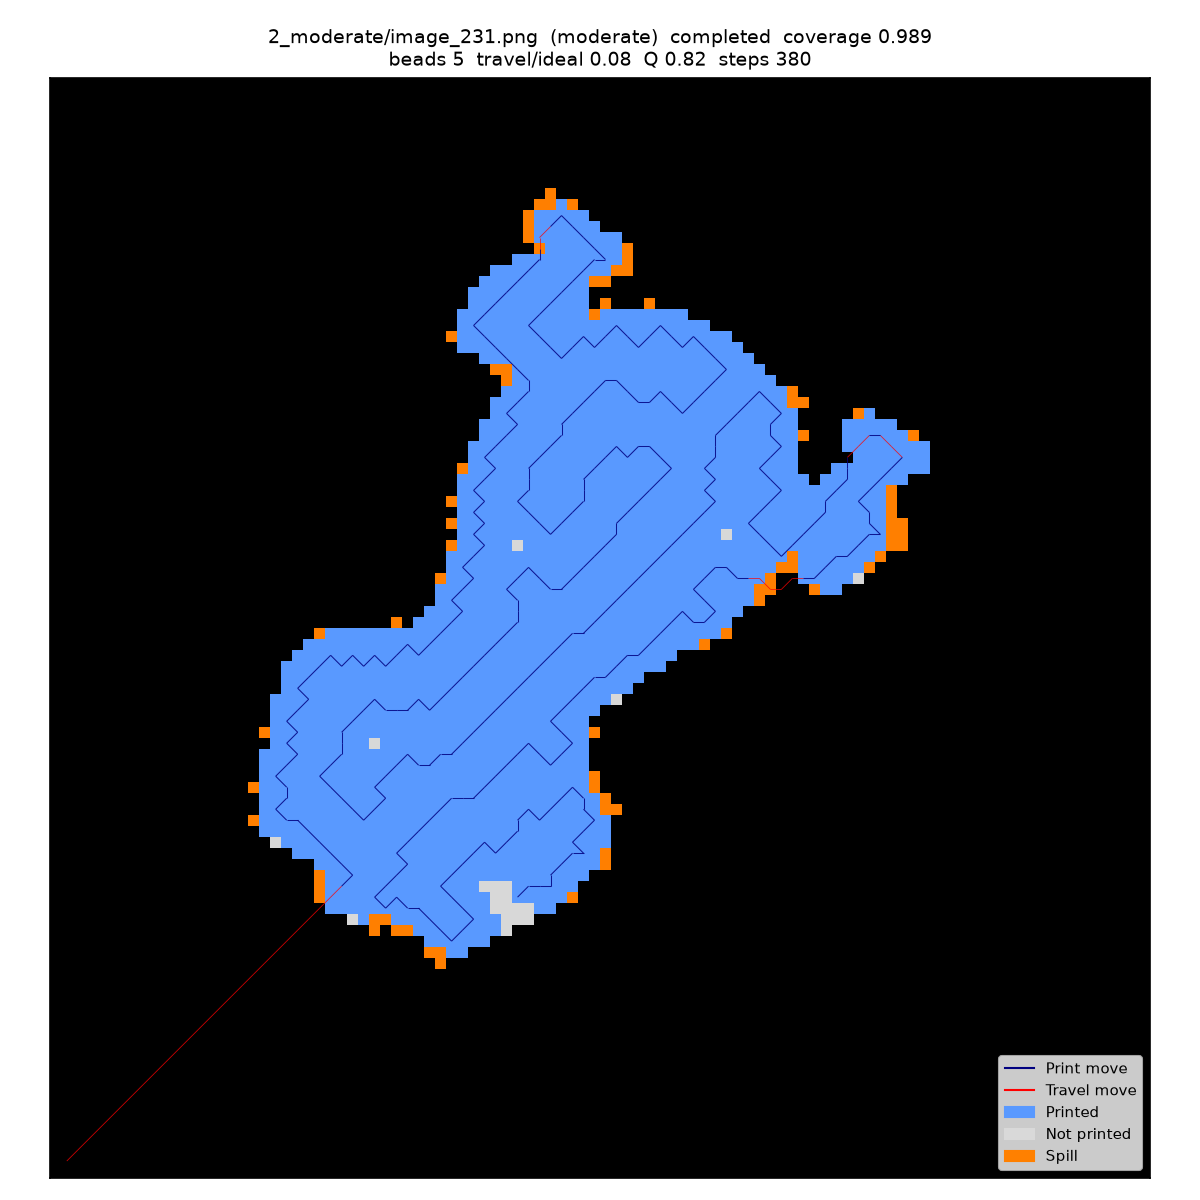 2_moderate/image_231.png  (moderate)  completed  coverage 0.989
beads 5  travel/ideal 0.08  Q 0.82  steps 380
Print move
Travel move
Printed
Not printed
Spill